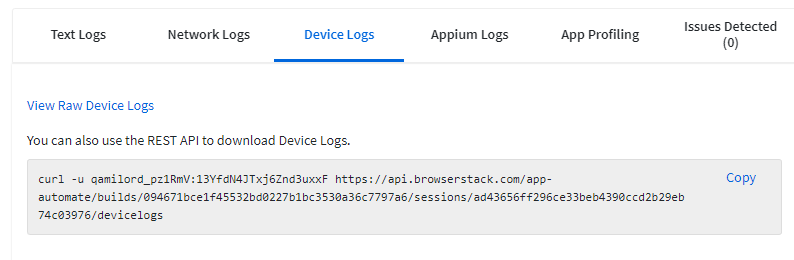 Text Logs
Network Logs
Device Logs
Appium Logs
App Profiling
Issues Detected
(0)
View Raw Device Logs
You can also use the REST API to download Device Logs.
curl -u qamilord_pz1RmV:13YfdN4JTxj6Znd3uxxF https://api.browserstack.com/app-
automate/builds/094671bce1f45532bd0227b1bc3530a36c7797a6/sessions/ad43656ff296ce33beb4390ccd2b29eb
74c03976/devicelogs
Copy